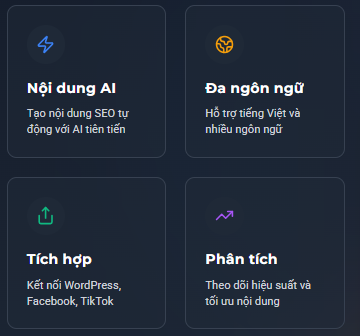 Nội dung AI
Tạo nội dung SEO tự
động với AI tiên tiến
Đa ngôn ngữ
Hỗ trợ tiếng Việt và
nhiều ngôn ngữ
Tích hợp
Kết nối WordPress,
Facebook, TikTok
Phân tích
Theo dõi hiệu suất và
tối ưu nội dung